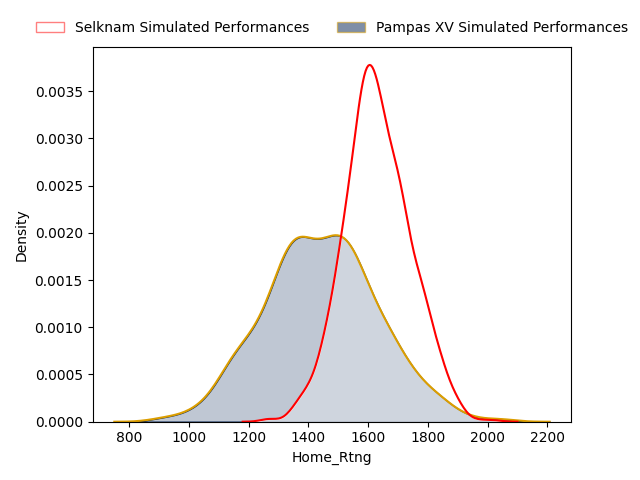 Selknam Simulated Performances Pampas XV Simulated Performances
0.0035
0.0030
0.0025
0.0020
0.0015
0.0010
0.0005
0.0000
Density
800 1000 1200 1400 1600 1800 2000 2200
Home_Rtng